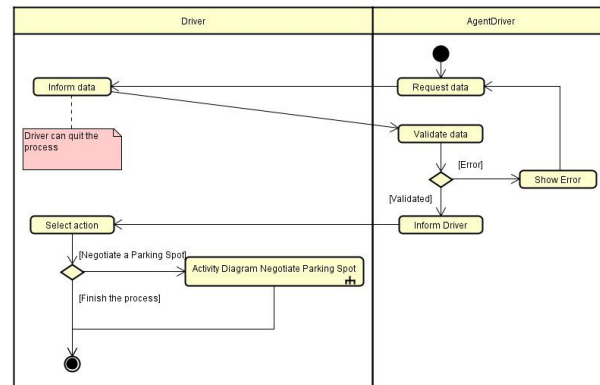 Driver
AgentDriver
Inform data
Request data
Driver can quit the
process
Validate data
[Error]
Show Error
[Validated]
Select action
Inform Driver
[Negotiate a Parking Spot]
Activity Diagram Negotiate Parking Spot
[Finish the process]